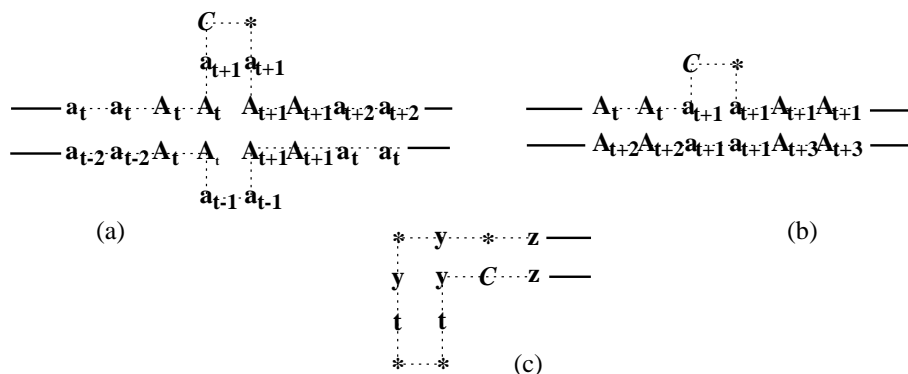 C *
a_{t+1} a_{t+1}
a_t a_t A_t A_t A_{t+1} A_{t+1} a_{t+2} a_{t+2}
a_{t-2} a_{t-2} A_t A_t A_{t+1} A_{t+1} a_t a_t
a_{t-1} a_{t-1}
(a)
C *
A_t A_t a_{t+1} a_{t+1} A_{t+1} A_{t+1}
A_{t+2} A_{t+2} a_{t+1} a_{t+1} A_{t+3} A_{t+3}
(b)
* y * z
y y C z
t t
* *
(c)